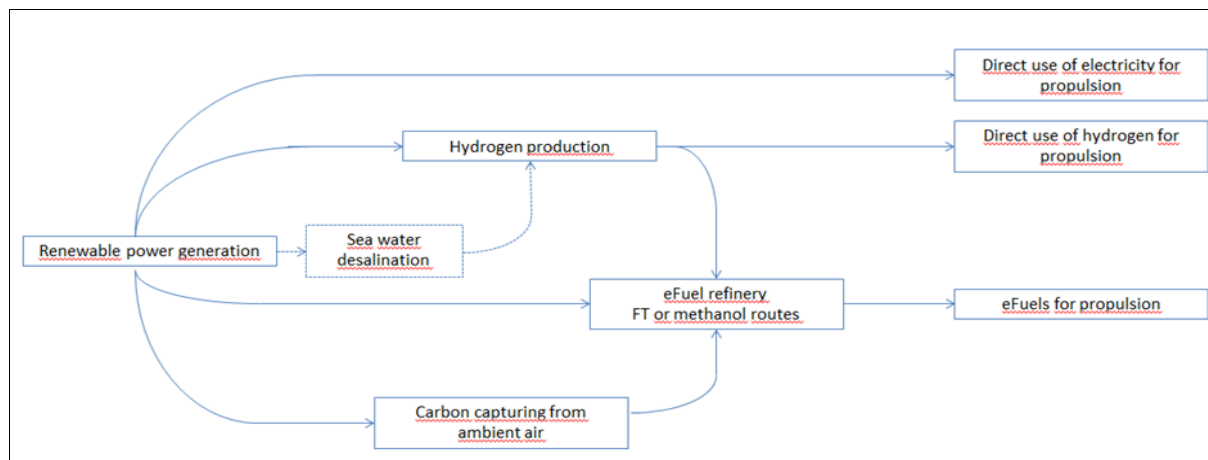 Direct use of electricity for
propulsion
Hydrogen production
Direct use of hydrogen for
propulsion
Renewable power generation
Sea water
desalination
eFuel refinery
FT or methanol routes
eFuels for propulsion
Carbon capturing from
ambient air